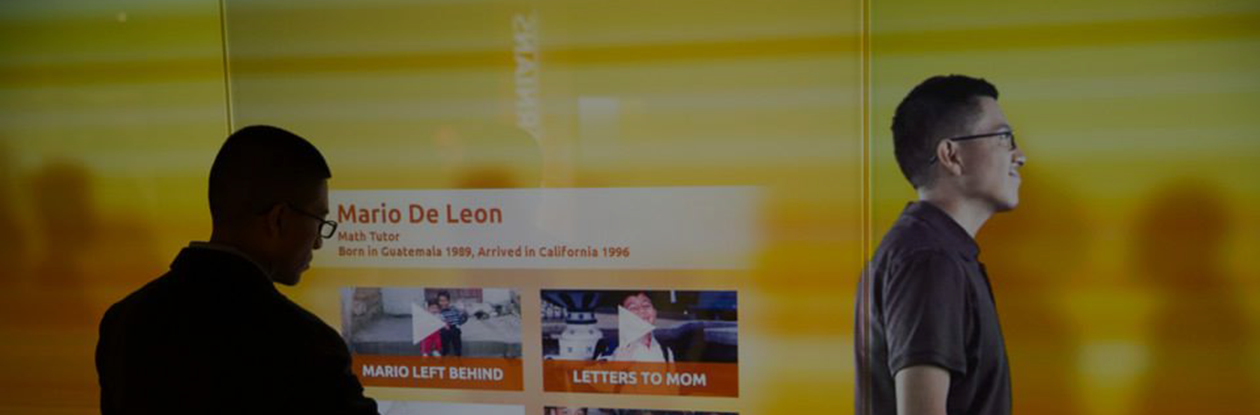 Mario De Leon
Math Tutor
Born in Guatemala 1989, Arrived in California 1996
MARIO LEFT BEHIND
LETTERS TO MOM